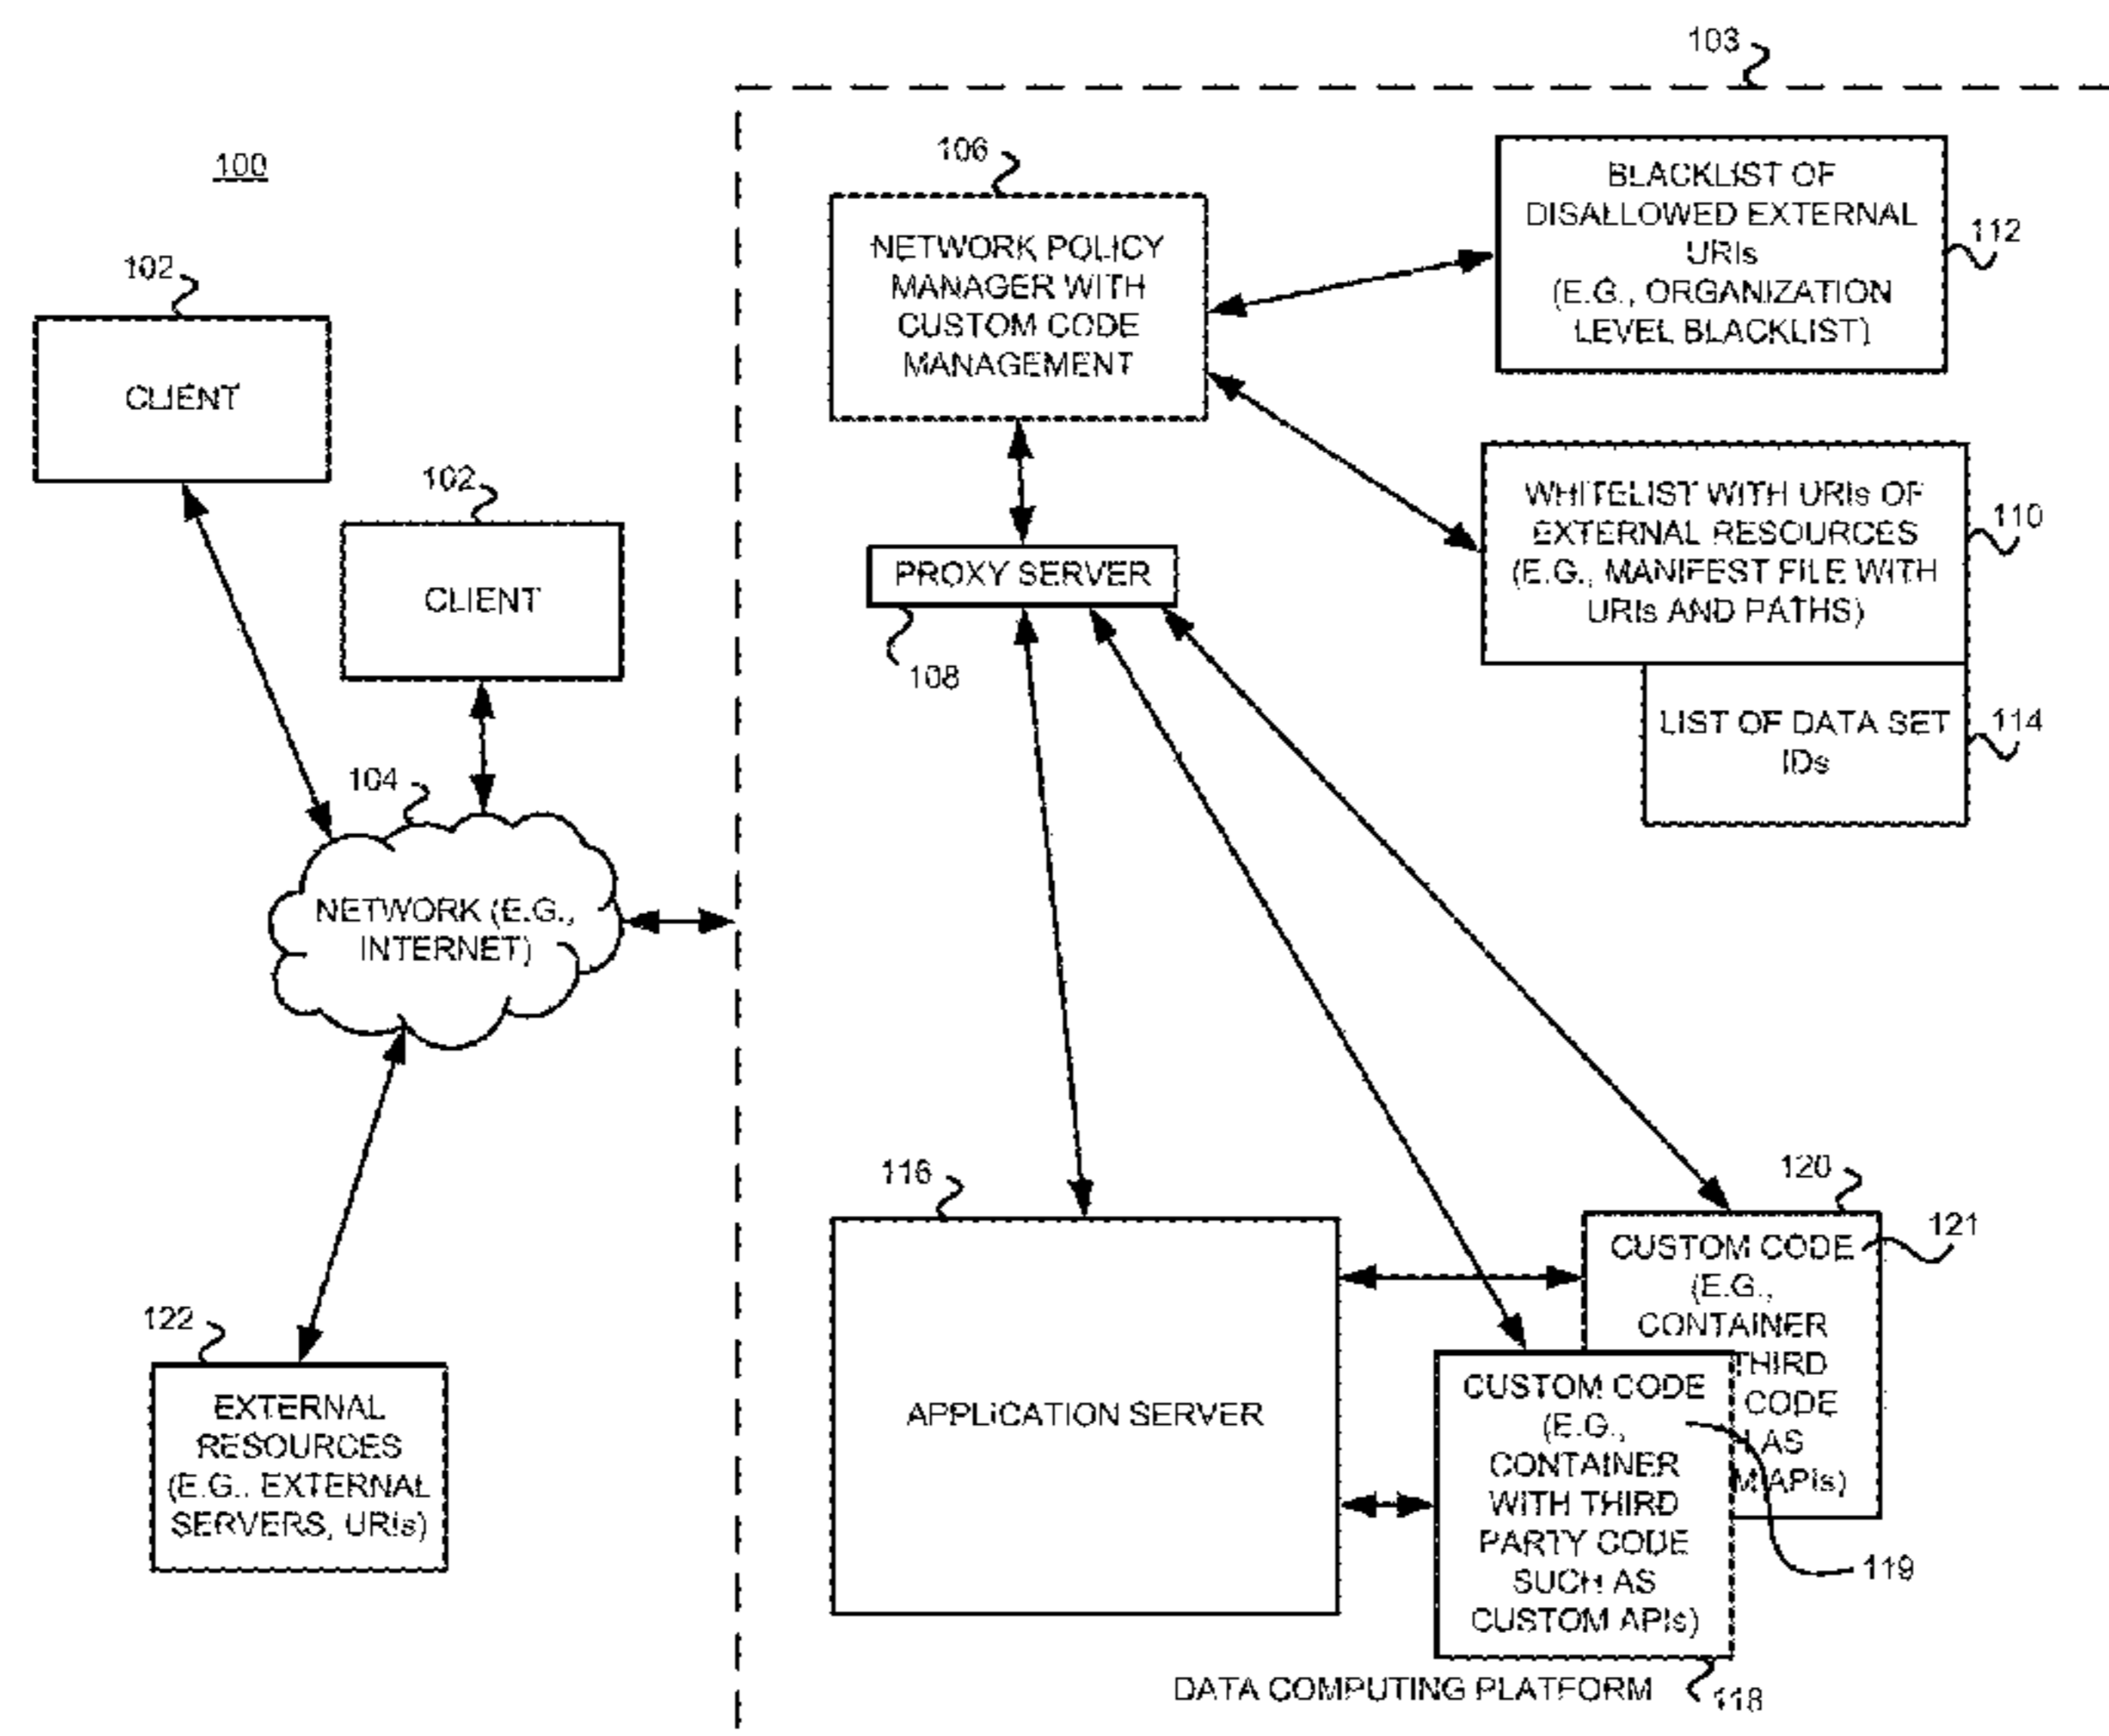 103
100
106
BLACKLIST OF
DISALLOWED EXTERNAL
URIs
(E.G., ORGANIZATION
LEVEL BLACKLIST)
112
NETWORK POLICY
MANAGER WITH
CUSTOM CODE
MANAGEMENT
102
CLIENT
102
CLIENT
WHITELIST WITH URIs OF
EXTERNAL RESOURCES
(E.G., MANIFEST FILE WITH
URIs AND PATHS)
110
PROXY SERVER
108
LIST OF DATA SET
IDs
114
104
NETWORK (E.G.,
INTERNET)
116
APPLICATION SERVER
120
121
CUSTOM CODE
(E.G.,
CONTAINER
THIRD
CODE
AS
APIs)
CUSTOM CODE
(E.G.,
CONTAINER
WITH THIRD
PARTY CODE
SUCH AS
CUSTOM APIs)
119
118
122
EXTERNAL
RESOURCES
(E.G., EXTERNAL
SERVERS, URIs)
DATA COMPUTING PLATFORM